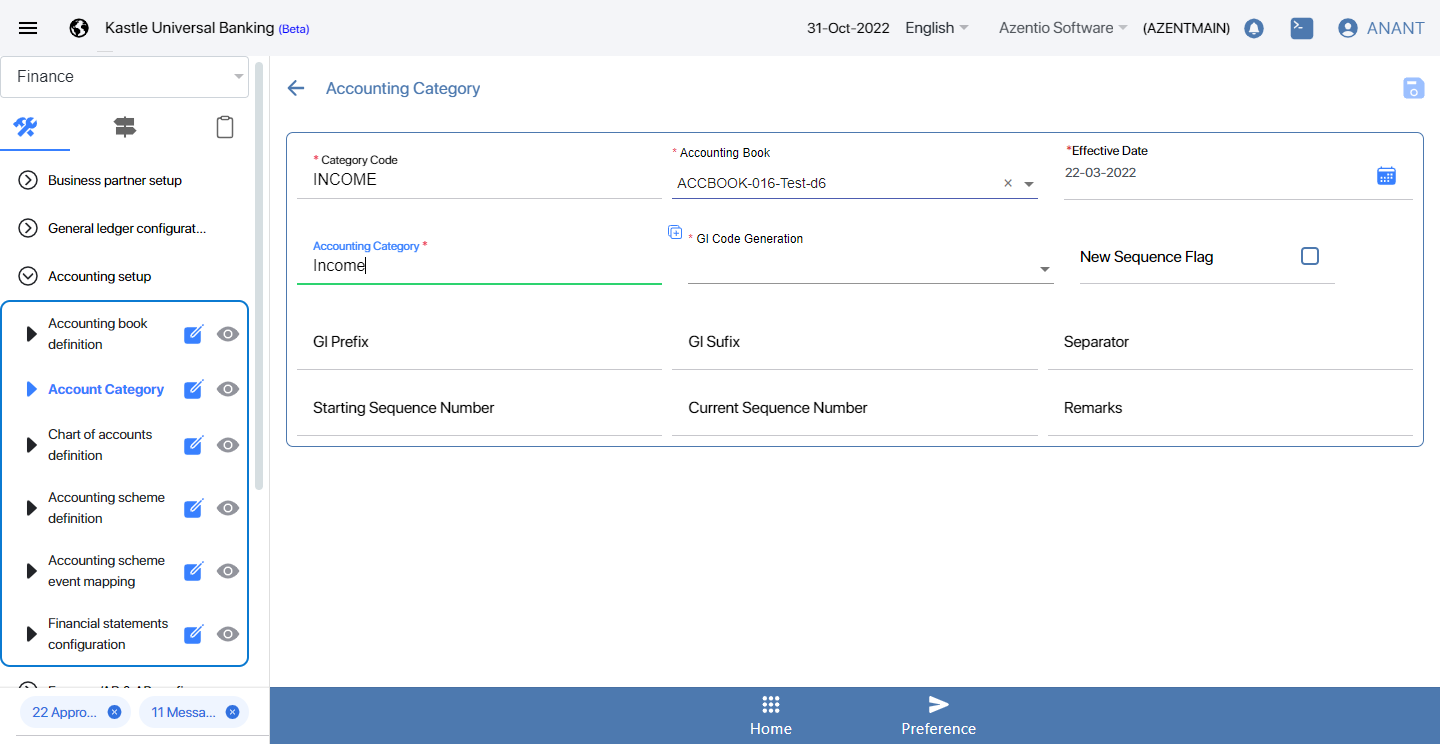 Kastle Universal Banking (Beta)
31-Oct-2022 English Azentio Software (AZENTMAIN) ANANT
Finance
Business partner setup
General ledger configurat...
Accounting setup
Accounting book
definition
Account Category
Chart of accounts
definition
Accounting scheme
definition
Accounting scheme
event mapping
Financial statements
configuration
22 Appro...
11 Messa...
Accounting Category
* Category Code
INCOME
* Accounting Book
ACCBOOK-016-Test-d6
*Effective Date
22-03-2022
Accounting Category *
Income
* GI Code Generation
New Sequence Flag
GI Prefix
GI Sufix
Separator
Starting Sequence Number
Current Sequence Number
Remarks
Home
Preference